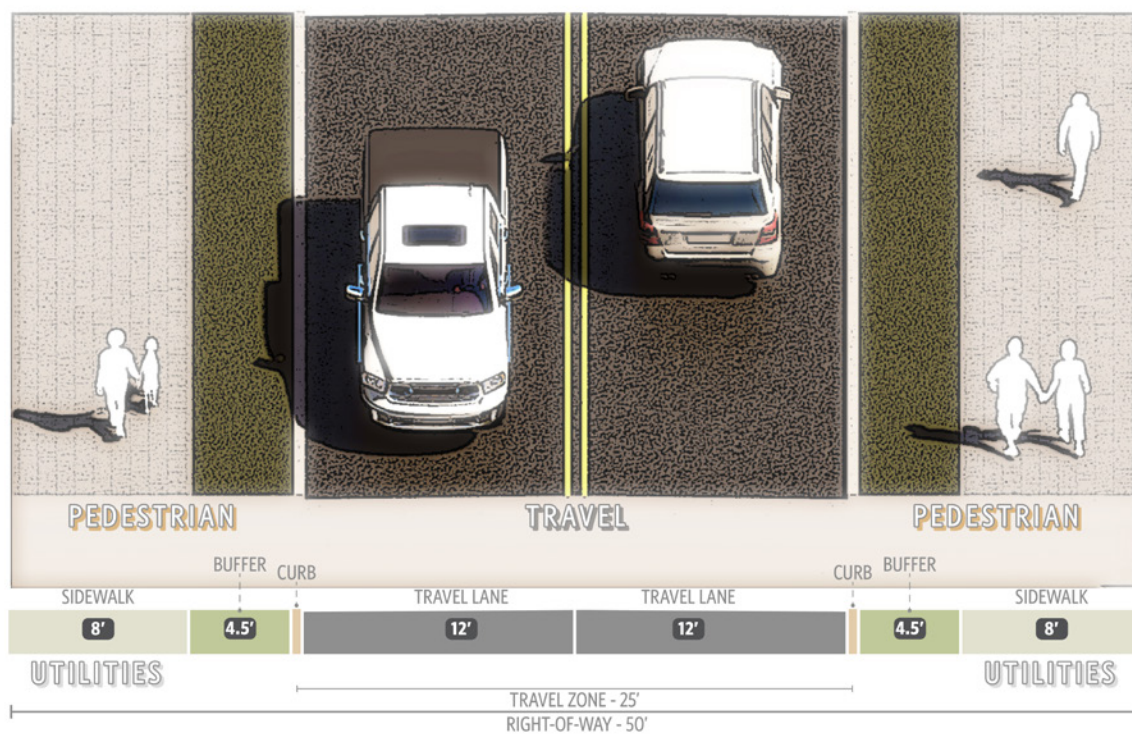 PEDESTRIAN TRAVEL PEDESTRIAN
BUFFER BUFFER
CURB CURB
SIDEWALK TRAVEL LANE TRAVEL LANE SIDEWALK
8' 4.5' 12' 12' 4.5' 8'
UTILITIES UTILITIES
TRAVEL ZONE - 25'
RIGHT-OF-WAY - 50'